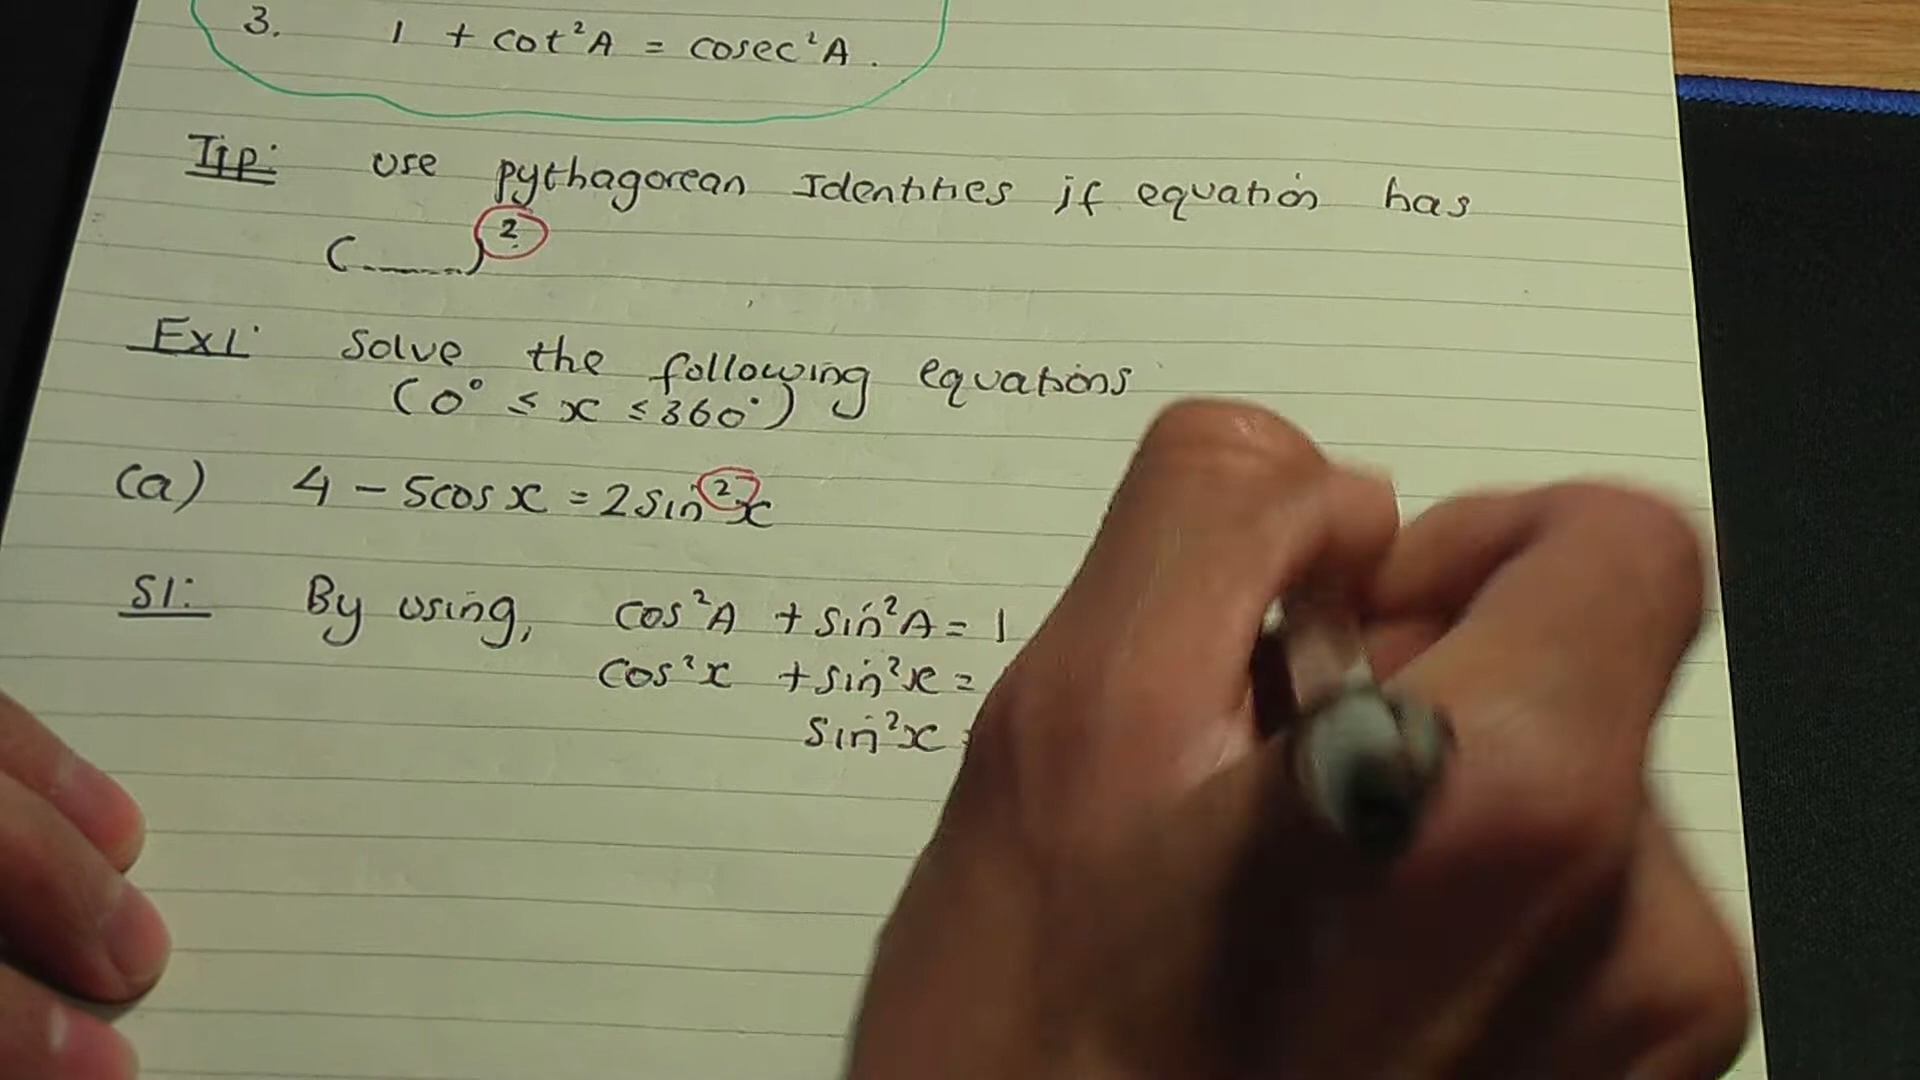 3. 1 + cot²A = cosec²A.
Tip: use pythagorean Identities if equation has
(.......)²
Ex1: Solve the following equations
(0° ≤ x ≤ 360°)
(a) 4 - 5cos x = 2sin²x
S1: By using, cos²A + sin²A = 1
cos²x + sin²x =
sin²x =